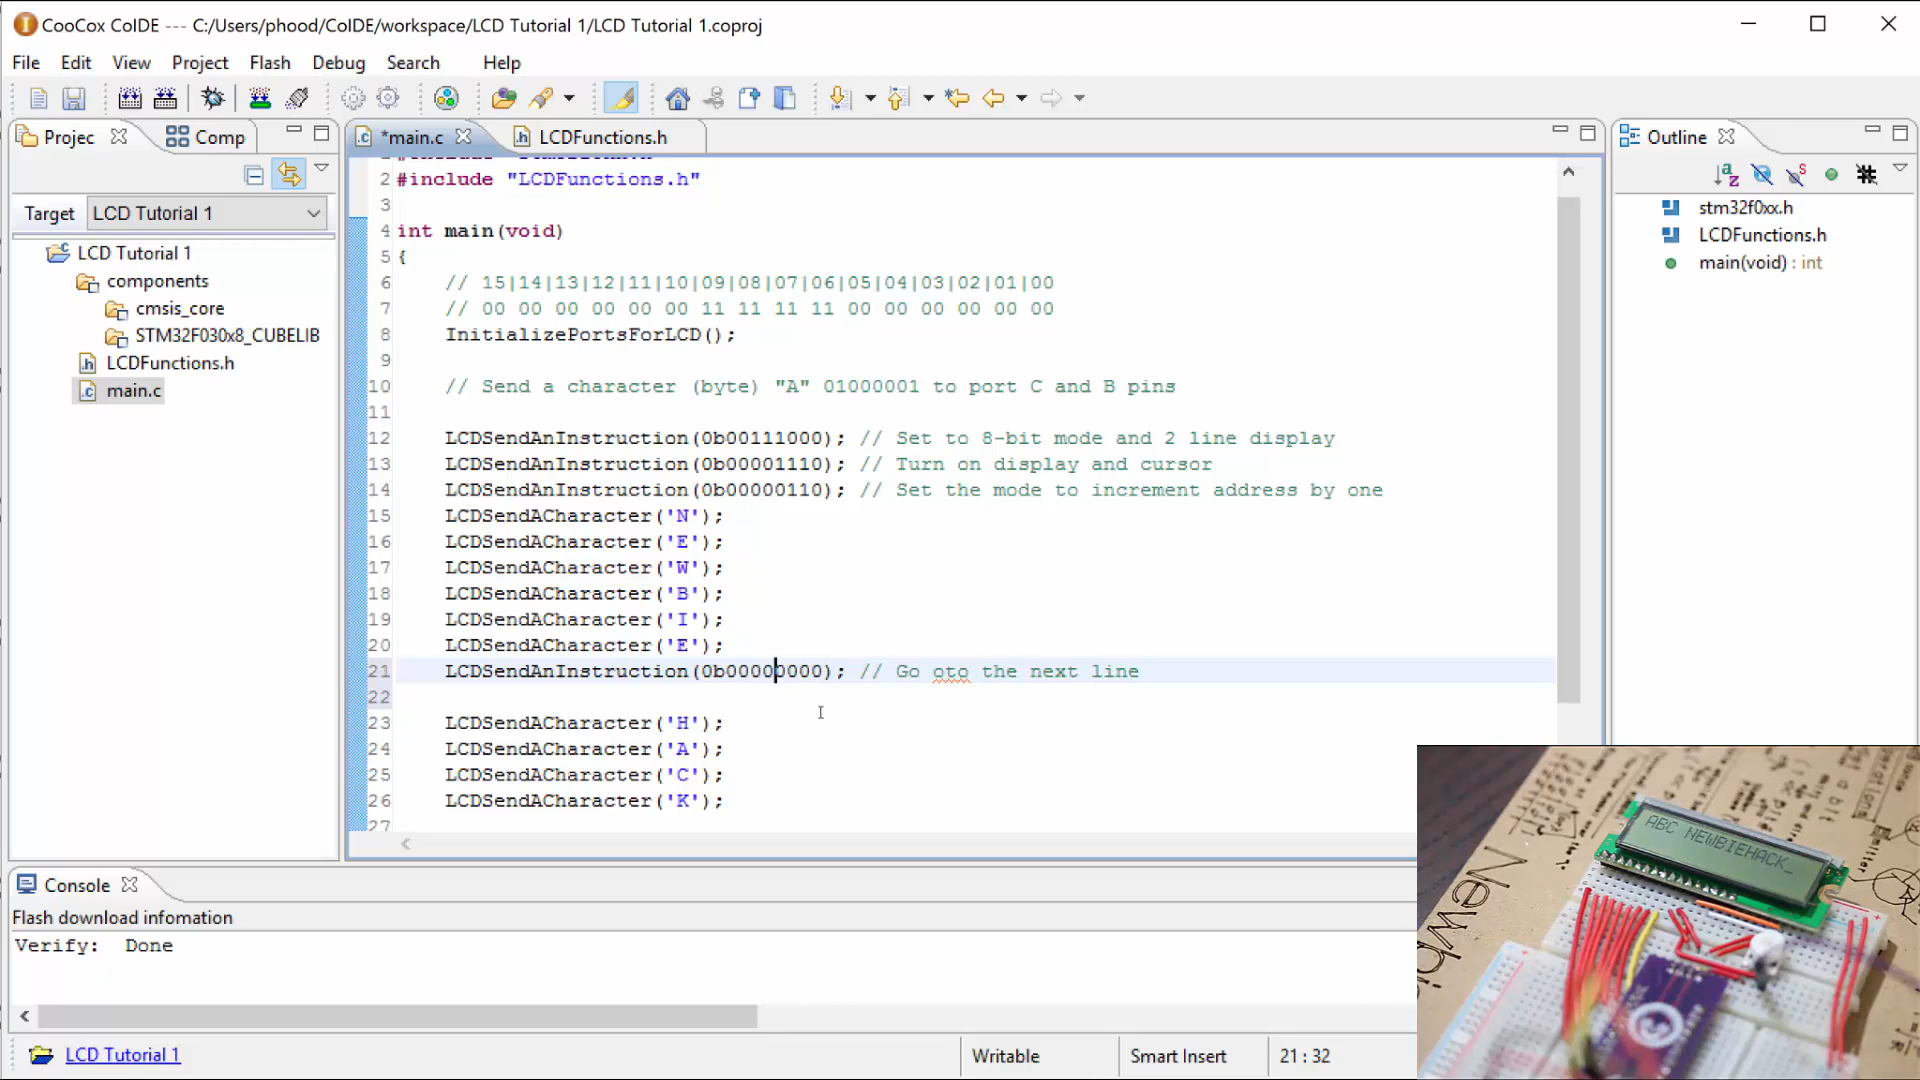 CooCox CoIDE --- C:/Users/phood/CoIDE/workspace/LCD Tutorial 1/LCD Tutorial 1.coproj
File Edit View Project Flash Debug Search Help
Projec Comp
*main.c LCDFunctions.h
Outline
Target LCD Tutorial 1
LCD Tutorial 1
components
cmsis_core
STM32F030x8_CUBELIB
LCDFunctions.h
main.c
2 #include "LCDFunctions.h"
3
4 int main(void)
5 {
6 // 15|14|13|12|11|10|09|08|07|06|05|04|03|02|01|00
7 // 00 00 00 00 00 00 11 11 11 11 00 00 00 00 00 00
8 InitializePortsForLCD();
9
10 // Send a character (byte) "A" 01000001 to port C and B pins
11
12 LCDSendAnInstruction(0b00111000); // Set to 8-bit mode and 2 line display
13 LCDSendAnInstruction(0b00001110); // Turn on display and cursor
14 LCDSendAnInstruction(0b00000110); // Set the mode to increment address by one
15 LCDSendACharacter('N');
16 LCDSendACharacter('E');
17 LCDSendACharacter('W');
18 LCDSendACharacter('B');
19 LCDSendACharacter('I');
20 LCDSendACharacter('E');
21 LCDSendAnInstruction(0b00000000); // Go oto the next line
22
23 LCDSendACharacter('H');
24 LCDSendACharacter('A');
25 LCDSendACharacter('C');
26 LCDSendACharacter('K');
27
stm32f0xx.h
LCDFunctions.h
main(void) : int
Console
Flash download infomation
Verify: Done
LCD Tutorial 1
Writable
Smart Insert
21 : 32
ABC NEWBIEHACK_